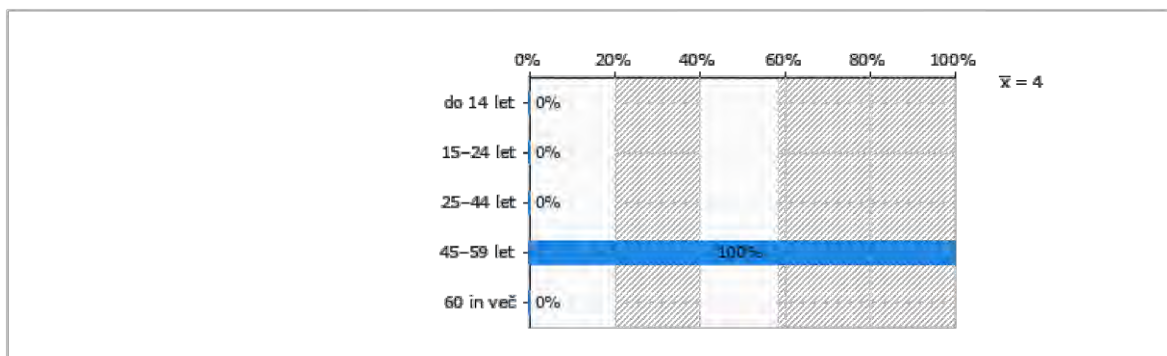 0% 20% 40% 60% 80% 100%
x̅ = 4
do 14 let 0%
15–24 let 0%
25–44 let 0%
45–59 let 100%
60 in več 0%